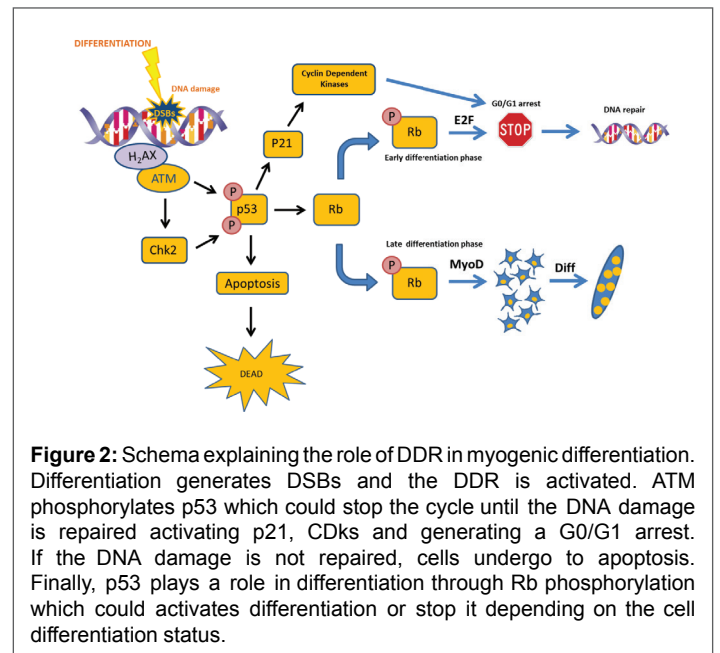 DIFFERENTIATION
DNA damage
DSBs
H2AX
ATM
Chk2
P
P
p53
P21
Cyclin Dependent
Kinases
Apoptosis
DEAD
Rb
P
Rb
E2F
Early differentiation phase
G0/G1 arrest
STOP
DNA repair
Late differentiation phase
P
Rb
MyoD
Diff
Figure 2: Schema explaining the role of DDR in myogenic differentiation.
Differentiation generates DSBs and the DDR is activated. ATM
phosphorylates p53 which could stop the cycle until the DNA damage
is repaired activating p21, CDks and generating a G0/G1 arrest.
If the DNA damage is not repaired, cells undergo to apoptosis.
Finally, p53 plays a role in differentiation through Rb phosphorylation
which could activates differentiation or stop it depending on the cell
differentiation status.